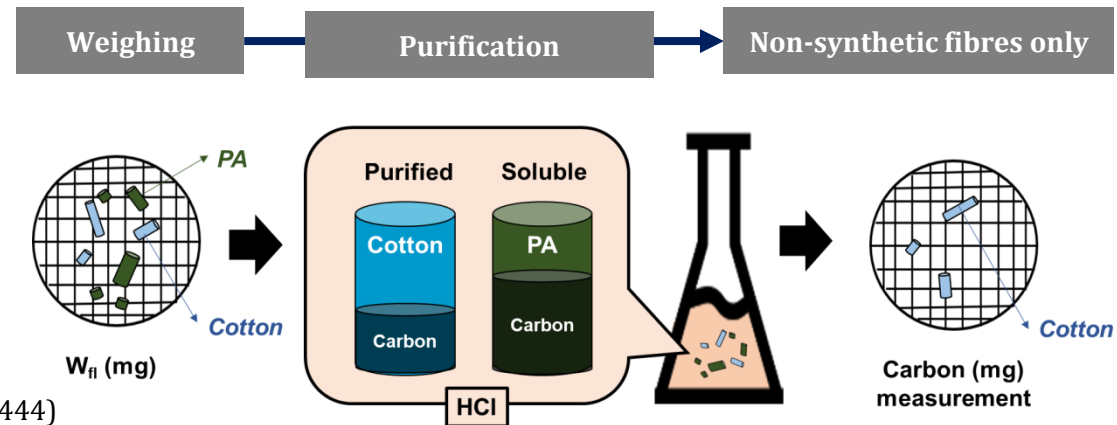 Weighing
Purification
Non-synthetic fibres only
PA
Cotton
Wfl (mg)
Purified
Soluble
Cotton
PA
Carbon
Carbon
HCl
Cotton
Carbon (mg)
measurement
444)